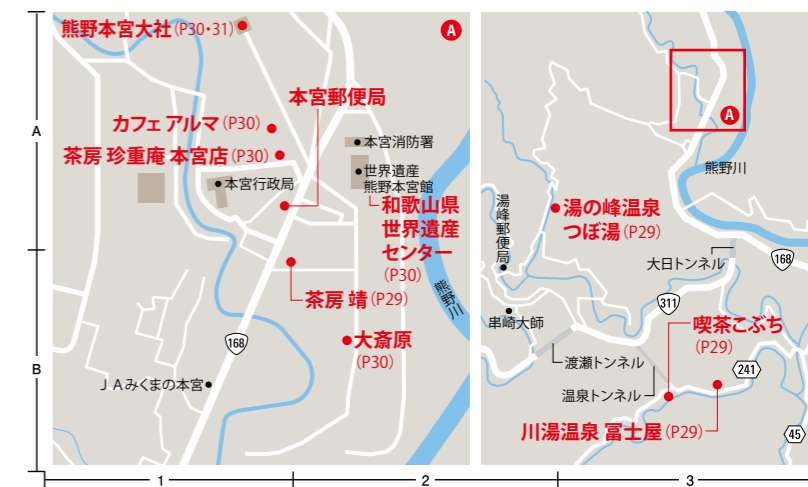 熊野本宮大社(P30・31)
A
本宮郵便局
カフェ アルマ(P30)
茶房 珍重庵 本宮店(P30)
本宮消防署
世界遺産
熊野本宮館
本宮行政局
和歌山県
世界遺産
センター
(P30)
茶房 靖(P29)
大斎原
(P30)
熊野川
168
JAみくまの本宮
A
熊野川
湯の峰温泉
つぼ湯(P29)
湯峰郵便局
大日トンネル
168
311
串崎大師
喫茶こぶち
(P29)
渡瀬トンネル
241
温泉トンネル
川湯温泉 冨士屋(P29)
45
A
B
1
2
3